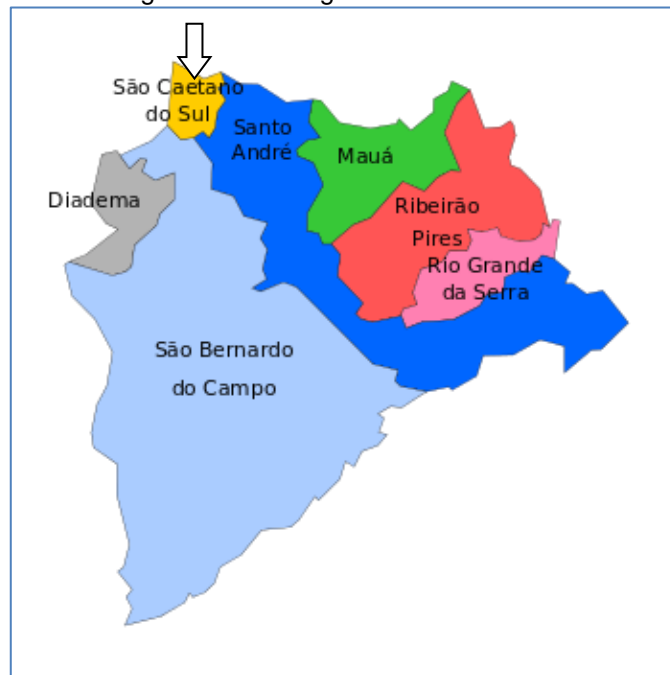 São Caetano
do Sul
Santo
André
Mauá
Diadema
Ribeirão
Pires
Rio Grande
da Serra
São Bernardo
do Campo